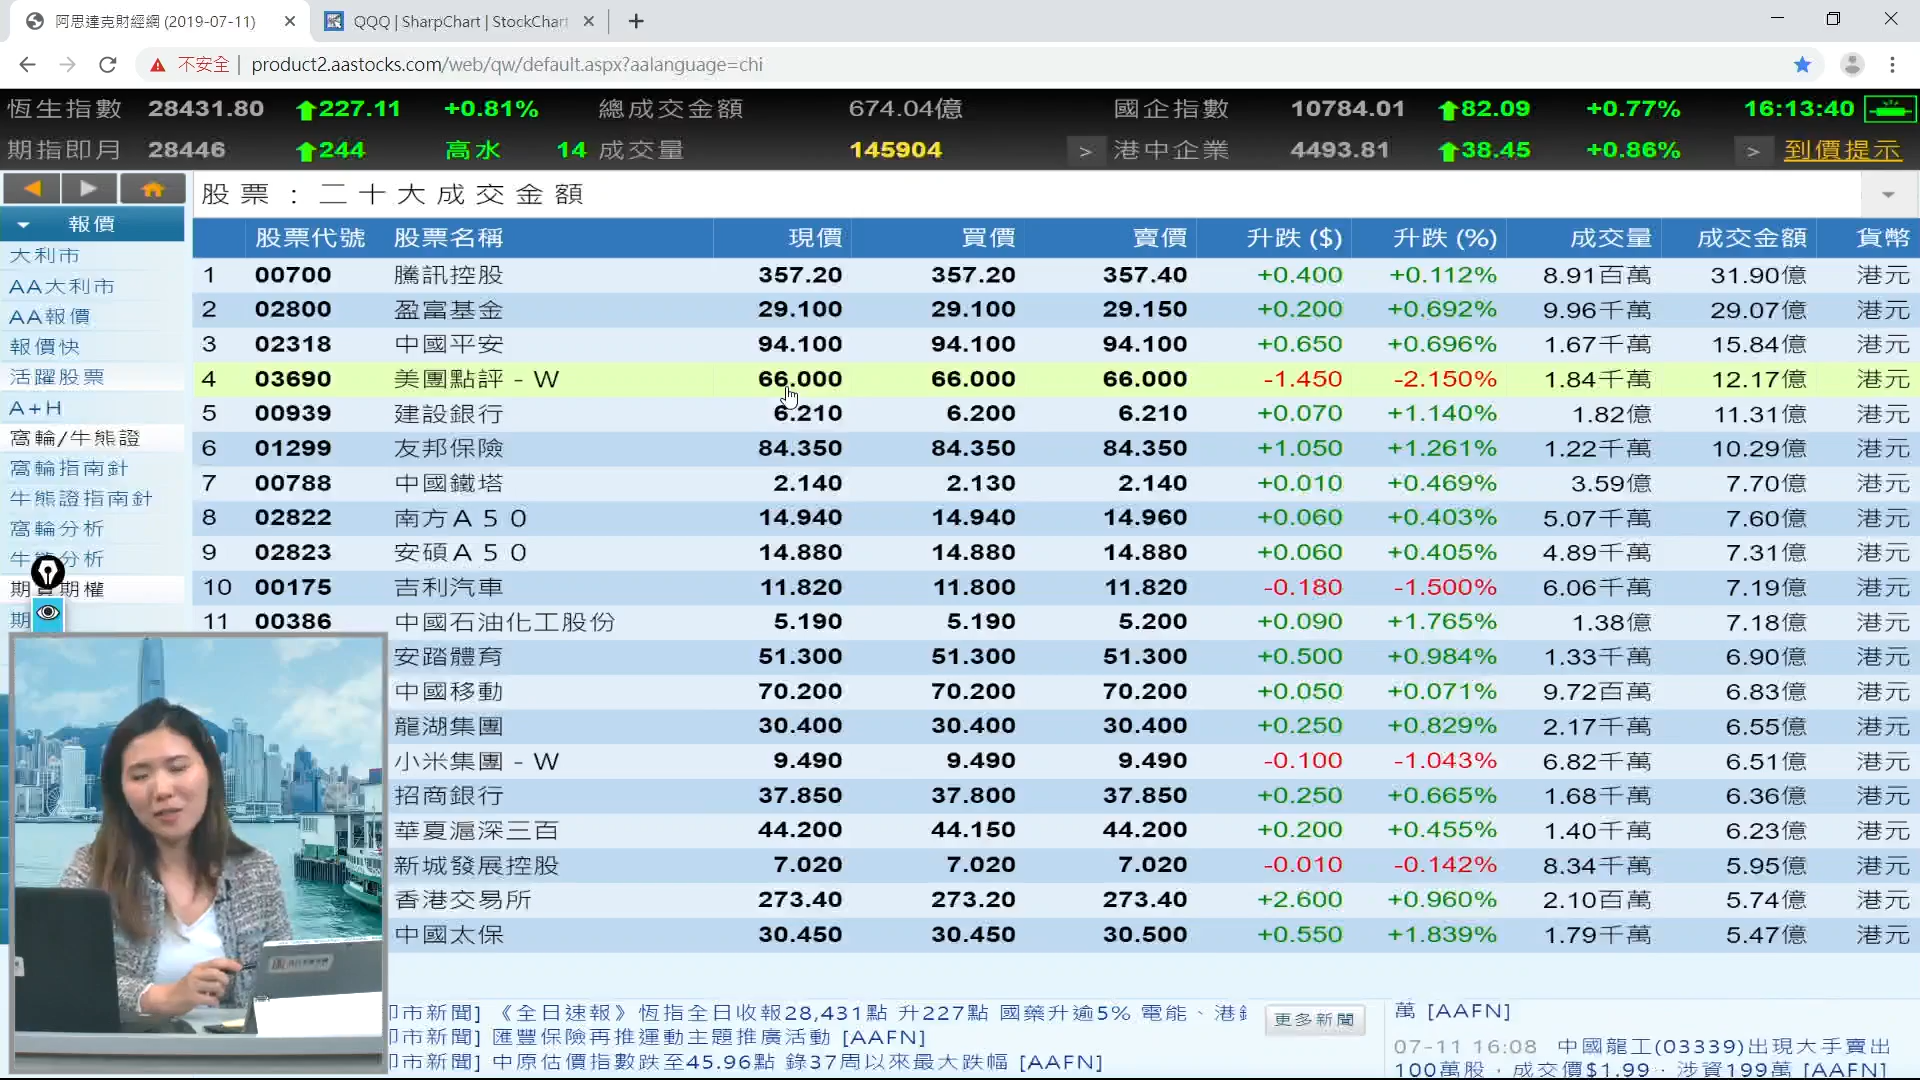 阿思達克財經網 (2019-07-11)
QQQ | SharpChart | StockChart
不安全 | product2.aastocks.com/web/qw/default.aspx?aalanguage=chi
恆生指數 28431.80 227.11 +0.81% 總成交金額 674.04億 國企指數 10784.01 82.09 +0.77% 16:13:40
期指即月 28446 244 高水 14 成交量 145904 > 港中企業 4493.81 38.45 +0.86% > 到價提示
股票：二十大成交金額
報價
大利市
AA大利市
AA報價
報價快
活躍股票
A+H
窩輪/牛熊證
窩輪指南針
牛熊證指南針
窩輪分析
分析
期權
股票代號 股票名稱 現價 買價 賣價 升跌 ($) 升跌 (%) 成交量 成交金額 貨幣
1 00700 騰訊控股 357.20 357.20 357.40 +0.400 +0.112% 8.91百萬 31.90億 港元
2 02800 盈富基金 29.100 29.100 29.150 +0.200 +0.692% 9.96千萬 29.07億 港元
3 02318 中國平安 94.100 94.100 94.100 +0.650 +0.696% 1.67千萬 15.84億 港元
4 03690 美團點評－W 66.000 66.000 66.000 -1.450 -2.150% 1.84千萬 12.17億 港元
5 00939 建設銀行 6.210 6.200 6.210 +0.070 +1.140% 1.82億 11.31億 港元
6 01299 友邦保險 84.350 84.350 84.350 +1.050 +1.261% 1.22千萬 10.29億 港元
7 00788 中國鐵塔 2.140 2.130 2.140 +0.010 +0.469% 3.59億 7.70億 港元
8 02822 南方Ａ５０ 14.940 14.940 14.960 +0.060 +0.403% 5.07千萬 7.60億 港元
9 02823 安碩Ａ５０ 14.880 14.880 14.880 +0.060 +0.405% 4.89千萬 7.31億 港元
10 00175 吉利汽車 11.820 11.800 11.820 -0.180 -1.500% 6.06千萬 7.19億 港元
11 00386 中國石油化工股份 5.190 5.190 5.200 +0.090 +1.765% 1.38億 7.18億 港元
安踏體育 51.300 51.300 51.300 +0.500 +0.984% 1.33千萬 6.90億 港元
中國移動 70.200 70.200 70.200 +0.050 +0.071% 9.72百萬 6.83億 港元
龍湖集團 30.400 30.400 30.400 +0.250 +0.829% 2.17千萬 6.55億 港元
小米集團－W 9.490 9.490 9.490 -0.100 -1.043% 6.82千萬 6.51億 港元
招商銀行 37.850 37.800 37.850 +0.250 +0.665% 1.68千萬 6.36億 港元
華夏滬深三百 44.200 44.150 44.200 +0.200 +0.455% 1.40千萬 6.23億 港元
新城發展控股 7.020 7.020 7.020 -0.010 -0.142% 8.34千萬 5.95億 港元
香港交易所 273.40 273.20 273.40 +2.600 +0.960% 2.10百萬 5.74億 港元
中國太保 30.450 30.450 30.500 +0.550 +1.839% 1.79千萬 5.47億 港元
市新聞] 《全日速報》恆指全日收報28,431點 升227點 國藥升逾5% 電能、港
市新聞] 匯豐保險再推運動主題推廣活動 [AAFN]
市新聞] 中原估價指數跌至45.96點 錄37周以來最大跌幅 [AAFN]
更多新聞
萬 [AAFN]
07-11 16:08 中國龍工(03339)出現大手賣出
100萬股，成交價$1.99，涉資199萬 [AAFN]